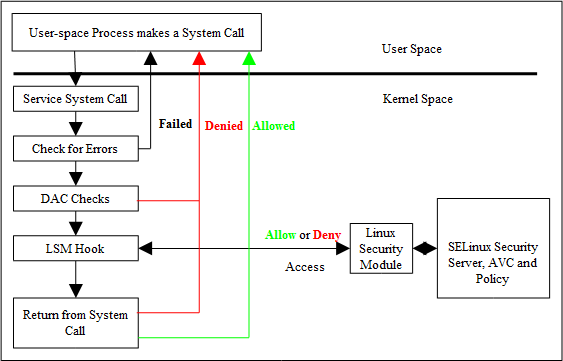 User-space Process makes a System Call
User Space
Service System Call
Kernel Space
Failed
Denied
Allowed
Check for Errors
DAC Checks
LSM Hook
Allow or Deny
Access
Linux
Security
Module
SELinux Security
Server, AVC and
Policy
Return from System
Call